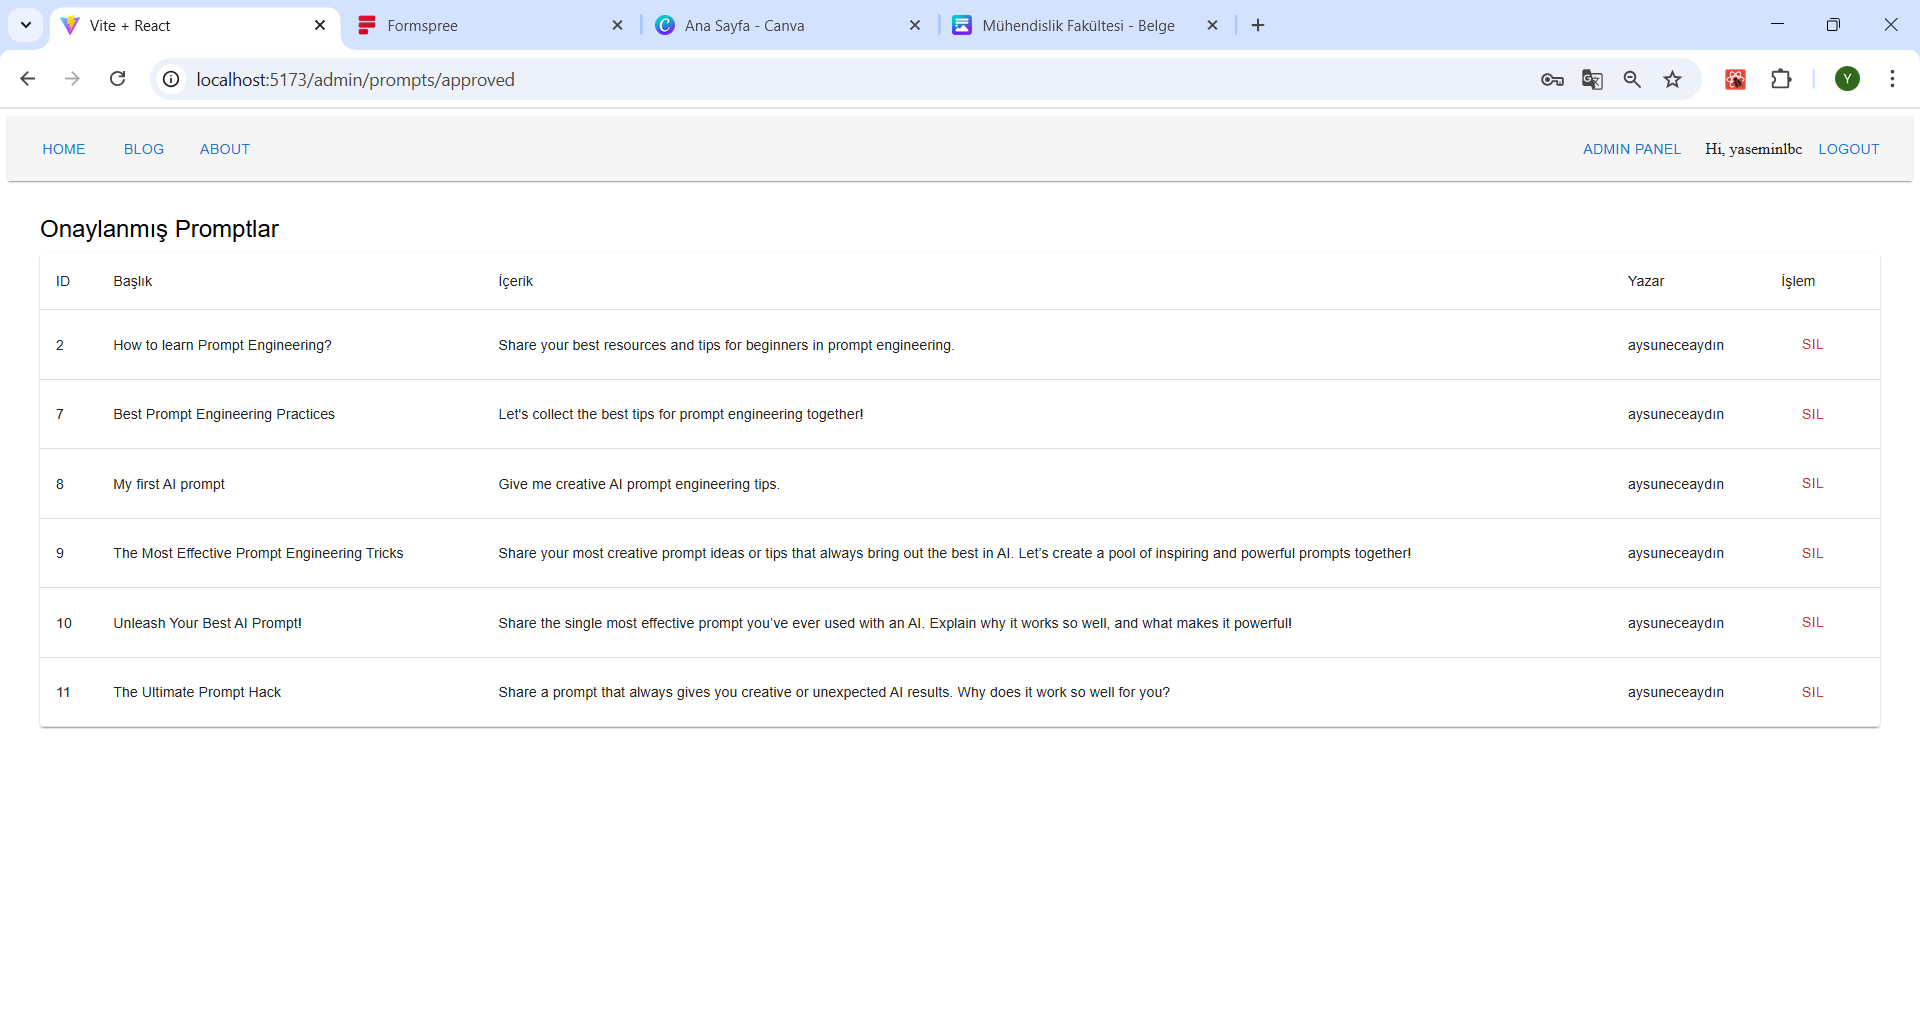 Vite + React
Formspree
Ana Sayfa - Canva
Mühendislik Fakültesi - Belge
localhost:5173/admin/prompts/approved
Y
HOME BLOG ABOUT ADMIN PANEL Hi, yaseminlbc LOGOUT
Onaylanmış Promptlar
ID Başlık İçerik Yazar İşlem
2 How to learn Prompt Engineering? Share your best resources and tips for beginners in prompt engineering. aysuneceaydın SIL
7 Best Prompt Engineering Practices Let's collect the best tips for prompt engineering together! aysuneceaydın SIL
8 My first AI prompt Give me creative AI prompt engineering tips. aysuneceaydın SIL
9 The Most Effective Prompt Engineering Tricks Share your most creative prompt ideas or tips that always bring out the best in AI. Let’s create a pool of inspiring and powerful prompts together! aysuneceaydın SIL
10 Unleash Your Best AI Prompt! Share the single most effective prompt you’ve ever used with an AI. Explain why it works so well, and what makes it powerful! aysuneceaydın SIL
11 The Ultimate Prompt Hack Share a prompt that always gives you creative or unexpected AI results. Why does it work so well for you? aysuneceaydın SIL